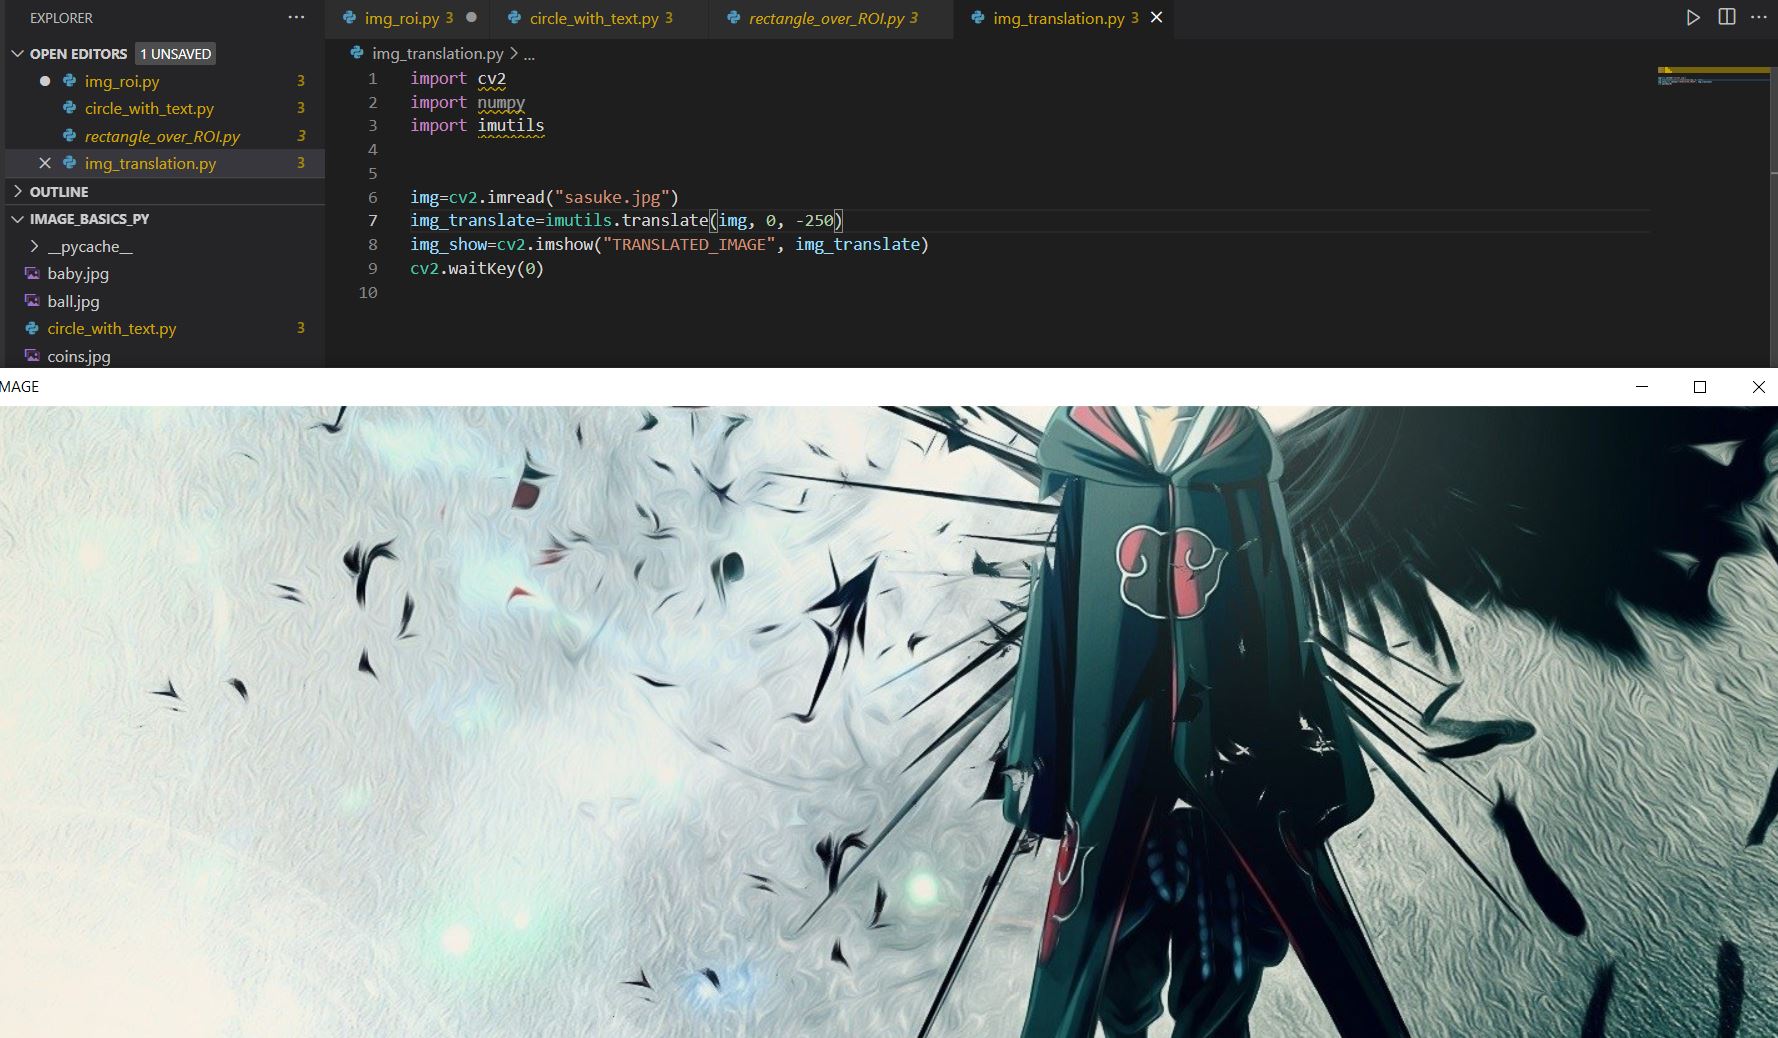 EXPLORER ...
img_roi.py 3 circle_with_text.py 3 rectangle_over_ROI.py 3 img_translation.py 3
OPEN EDITORS 1 UNSAVED
img_roi.py 3
circle_with_text.py 3
rectangle_over_ROI.py 3
img_translation.py 3
OUTLINE
IMAGE_BASICS_PY
__pycache__
baby.jpg
ball.jpg
circle_with_text.py 3
coins.jpg
img_translation.py > ...
1 import cv2
2 import numpy
3 import imutils
4
5
6 img=cv2.imread("sasuke.jpg")
7 img_translate=imutils.translate(img, 0, -250)
8 img_show=cv2.imshow("TRANSLATED_IMAGE", img_translate)
9 cv2.waitKey(0)
10
MAGE